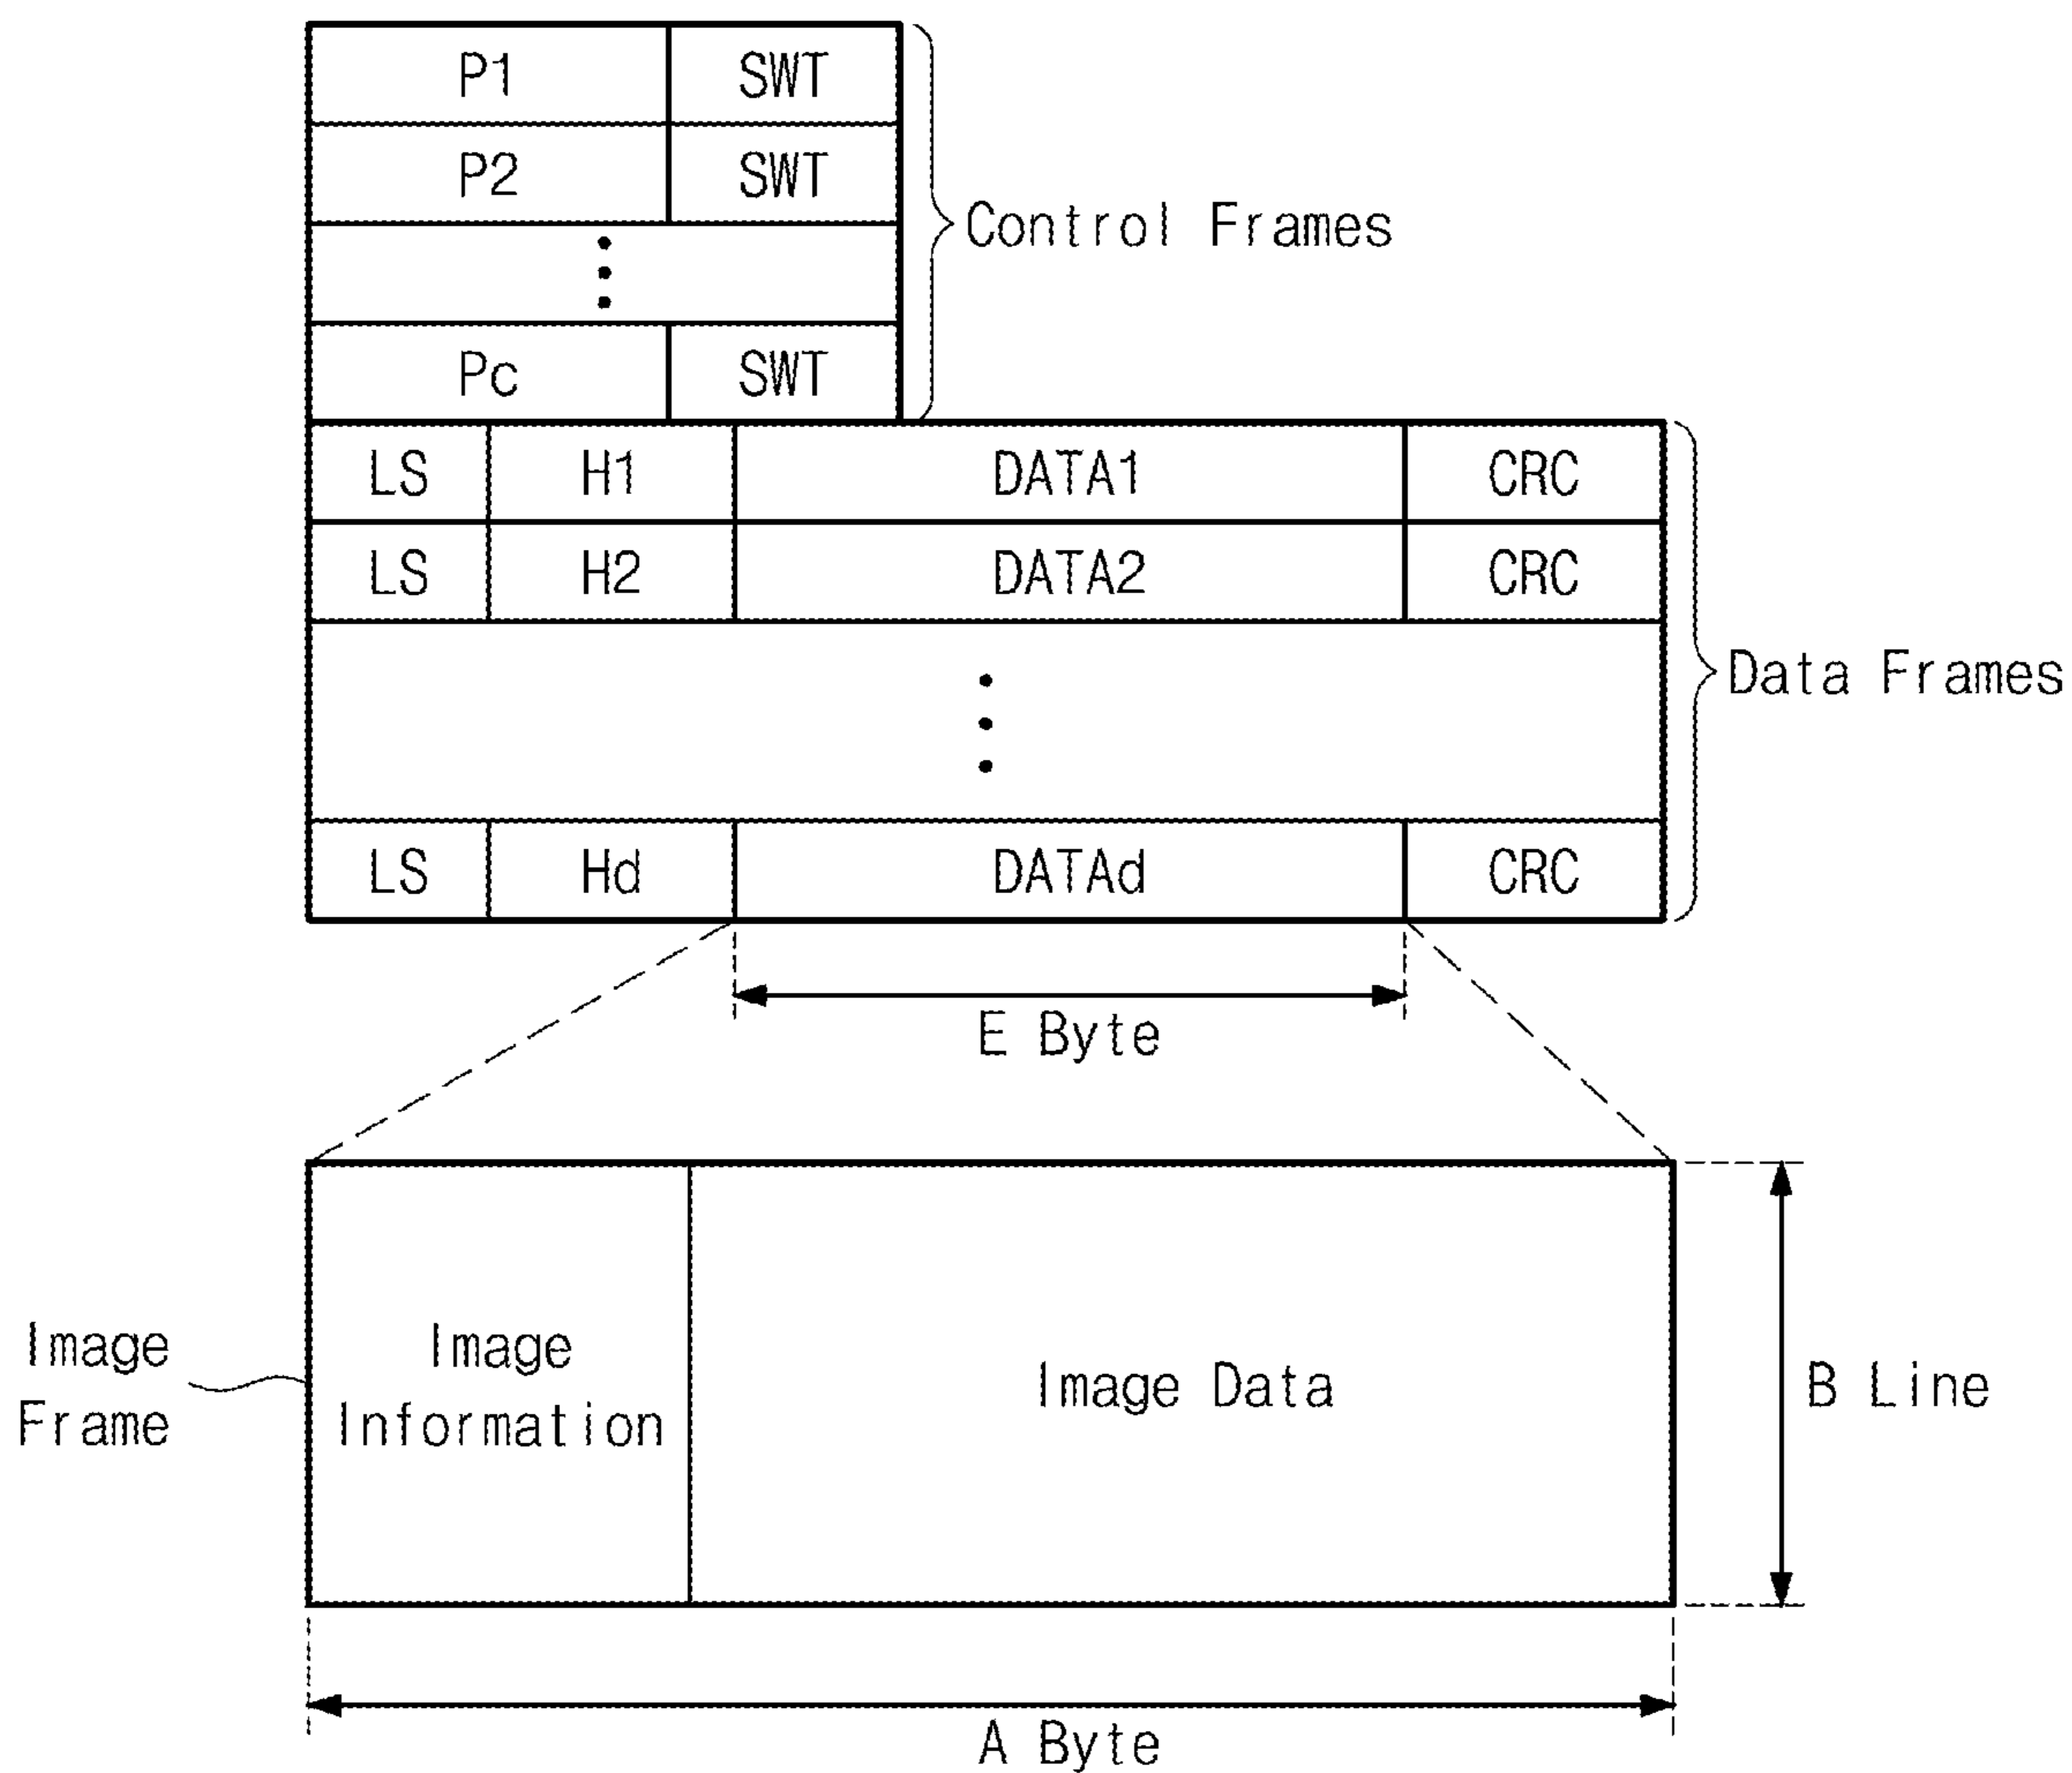 P1 SWT
P2 SWT
Control Frames
Pc SWT
LS H1 DATA1 CRC
LS H2 DATA2 CRC
Data Frames
LS Hd DATAd CRC
E Byte
Image
Frame
Image
Information
Image Data
B Line
A Byte